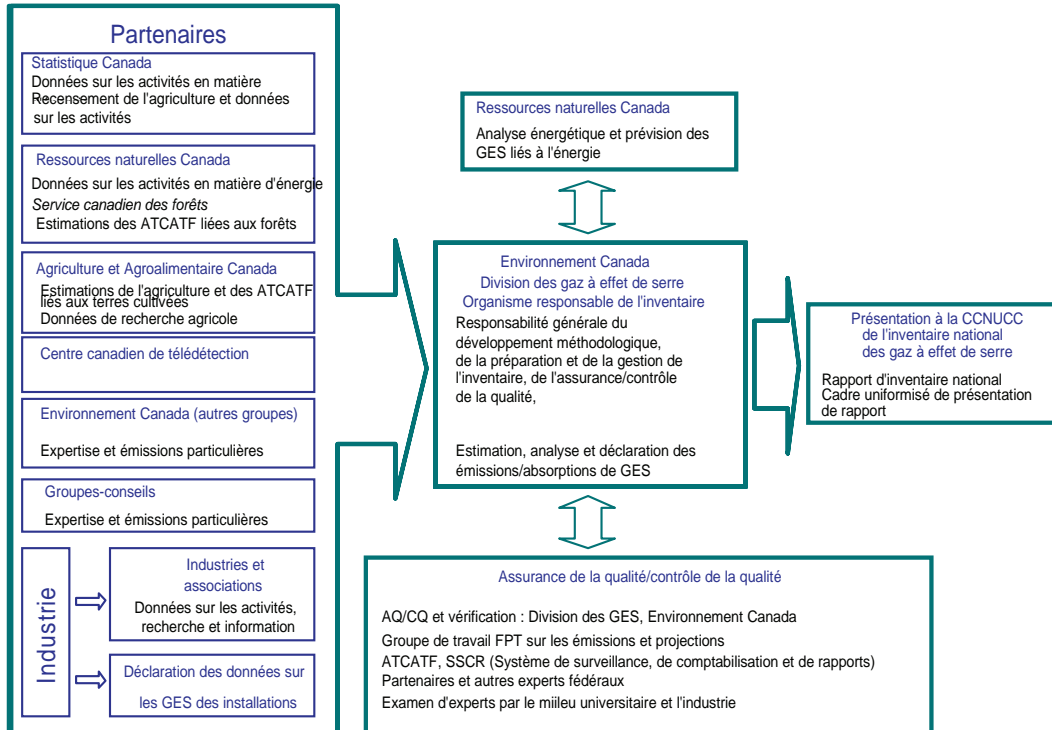 Partenaires
Statistique Canada
Données sur les activités en matière
Recensement de l'agriculture et données
sur les activités
Ressources naturelles Canada
Données sur les activités en matière d'énergie
Service canadien des forêts
Estimations des ATCATF liées aux forêts
Agriculture et Agroalimentaire Canada
Estimations de l'agriculture et des ATCATF
liés aux terres cultivées
Données de recherche agricole
Centre canadien de télédétection
Environnement Canada (autres groupes)
Expertise et émissions particulières
Groupes-conseils
Expertise et émissions particulières
Industrie
Industries et
associations
Données sur les activités,
recherche et information
Déclaration des données sur
les GES des installations
Ressources naturelles Canada
Analyse énergétique et prévision des
GES liés à l'énergie
Environnement Canada
Division des gaz à effet de serre
Organisme responsable de l'inventaire
Responsabilité générale du
développement méthodologique,
de la préparation et de la gestion de
l'inventaire, de l'assurance/contrôle
de la qualité,
Estimation, analyse et déclaration des
émissions/absorptions de GES
Assurance de la qualité/contrôle de la qualité
AQ/CQ et vérification : Division des GES, Environnement Canada
Groupe de travail FPT sur les émissions et projections
ATCATF, SSCR (Système de surveillance, de comptabilisation et de rapports)
Partenaires et autres experts fédéraux
Examen d'experts par le miileu universitaire et l'industrie
Présentation à la CCNUCC
de l'inventaire national
des gaz à effet de serre
Rapport d'inventaire national
Cadre uniformisé de présentation
de rapport